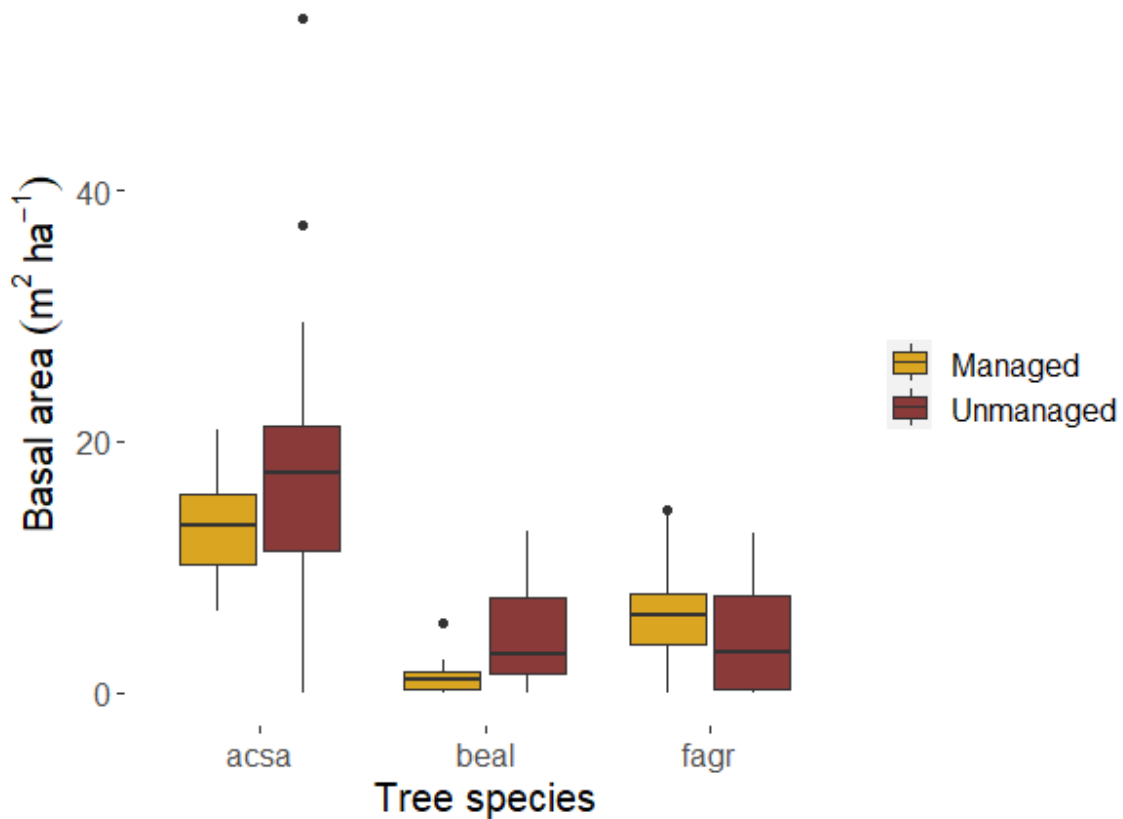 Basal area (m² ha⁻¹)
40
20
0
acsa beal fagr
Tree species
Managed
Unmanaged